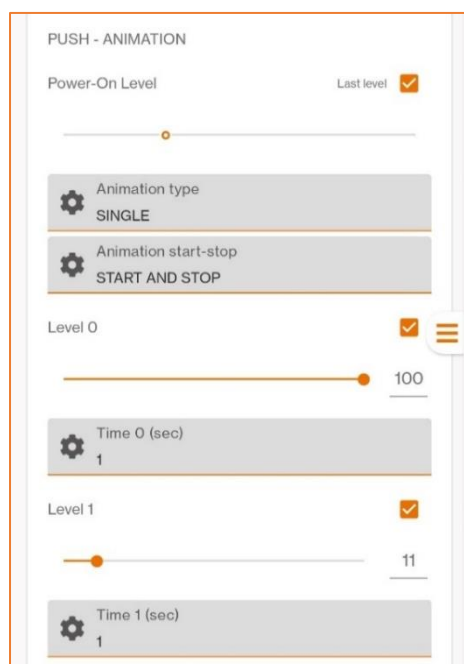 PUSH - ANIMATION
Power-On Level Last level
Animation type
SINGLE
Animation start-stop
START AND STOP
Level 0
100
Time 0 (sec)
1
Level 1
11
Time 1 (sec)
1